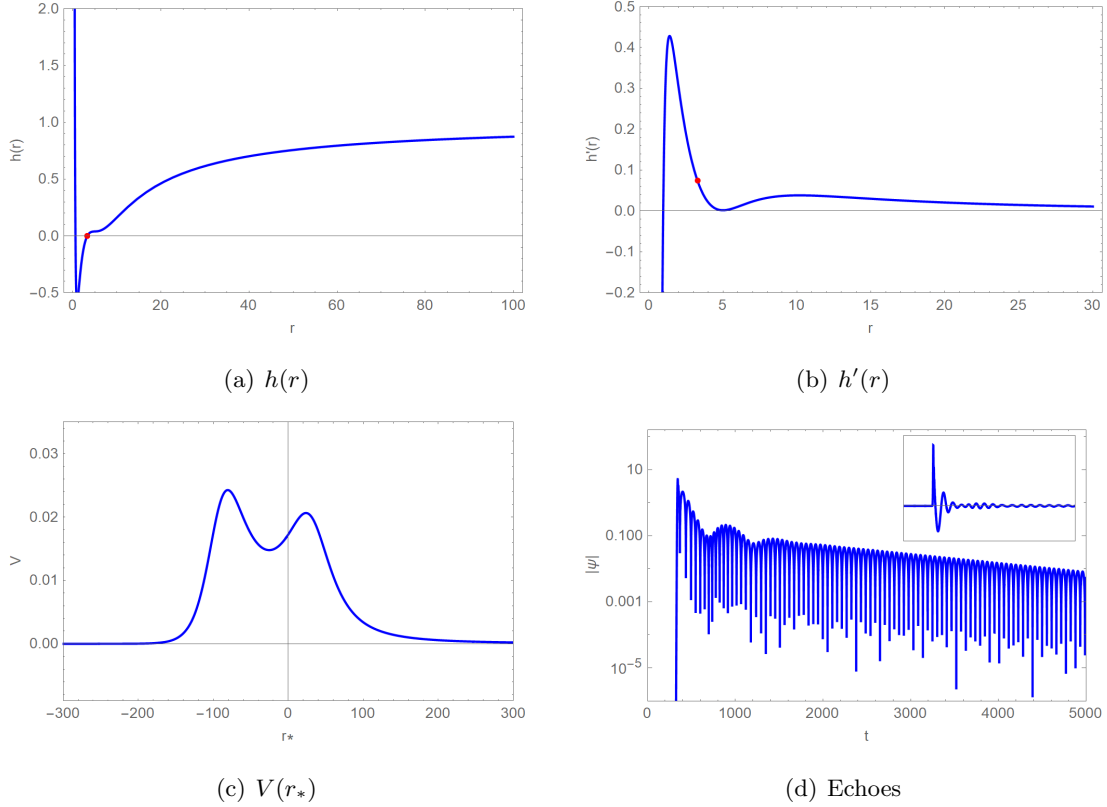 2.0
1.5
1.0
0.5
0.0
−0.5
h(r)
0 20 40 60 80 100
r
(a) h(r)
0.5
0.4
0.3
0.2
0.1
0.0
−0.1
−0.2
h'(r)
0 5 10 15 20 25 30
r
(b) h′(r)
0.03
0.02
0.01
0.00
V
−300 −200 −100 0 100 200 300
r*
(c) V(r*)
10
0.100
0.001
10⁻⁵
|ψ|
0 1000 2000 3000 4000 5000
t
(d) Echoes